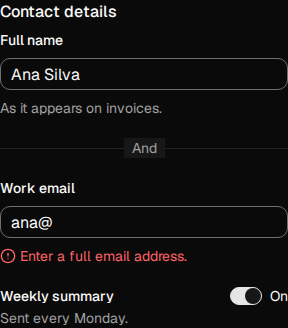 Contact details
Full name
Ana Silva
As it appears on invoices.
And
Work email
ana@
Enter a full email address.
Weekly summary On
Sent every Monday.